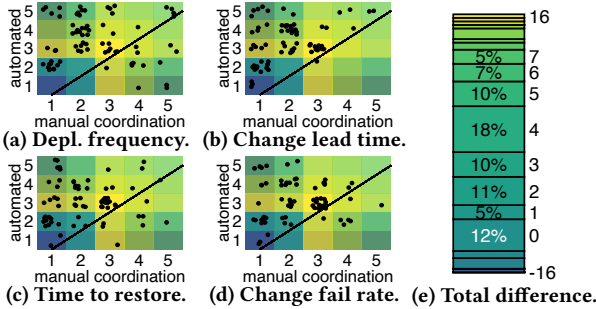 automated
5
4
3
2
1
1 2 3 4 5
manual coordination
(a) Depl. frequency.
automated
5
4
3
2
1
1 2 3 4 5
manual coordination
(b) Change lead time.
automated
5
4
3
2
1
1 2 3 4 5
manual coordination
(c) Time to restore.
automated
5
4
3
2
1
1 2 3 4 5
manual coordination
(d) Change fail rate.
16
5% 7
7% 6
10% 5
18% 4
10% 3
11% 2
5% 1
12% 0
-16
(e) Total difference.